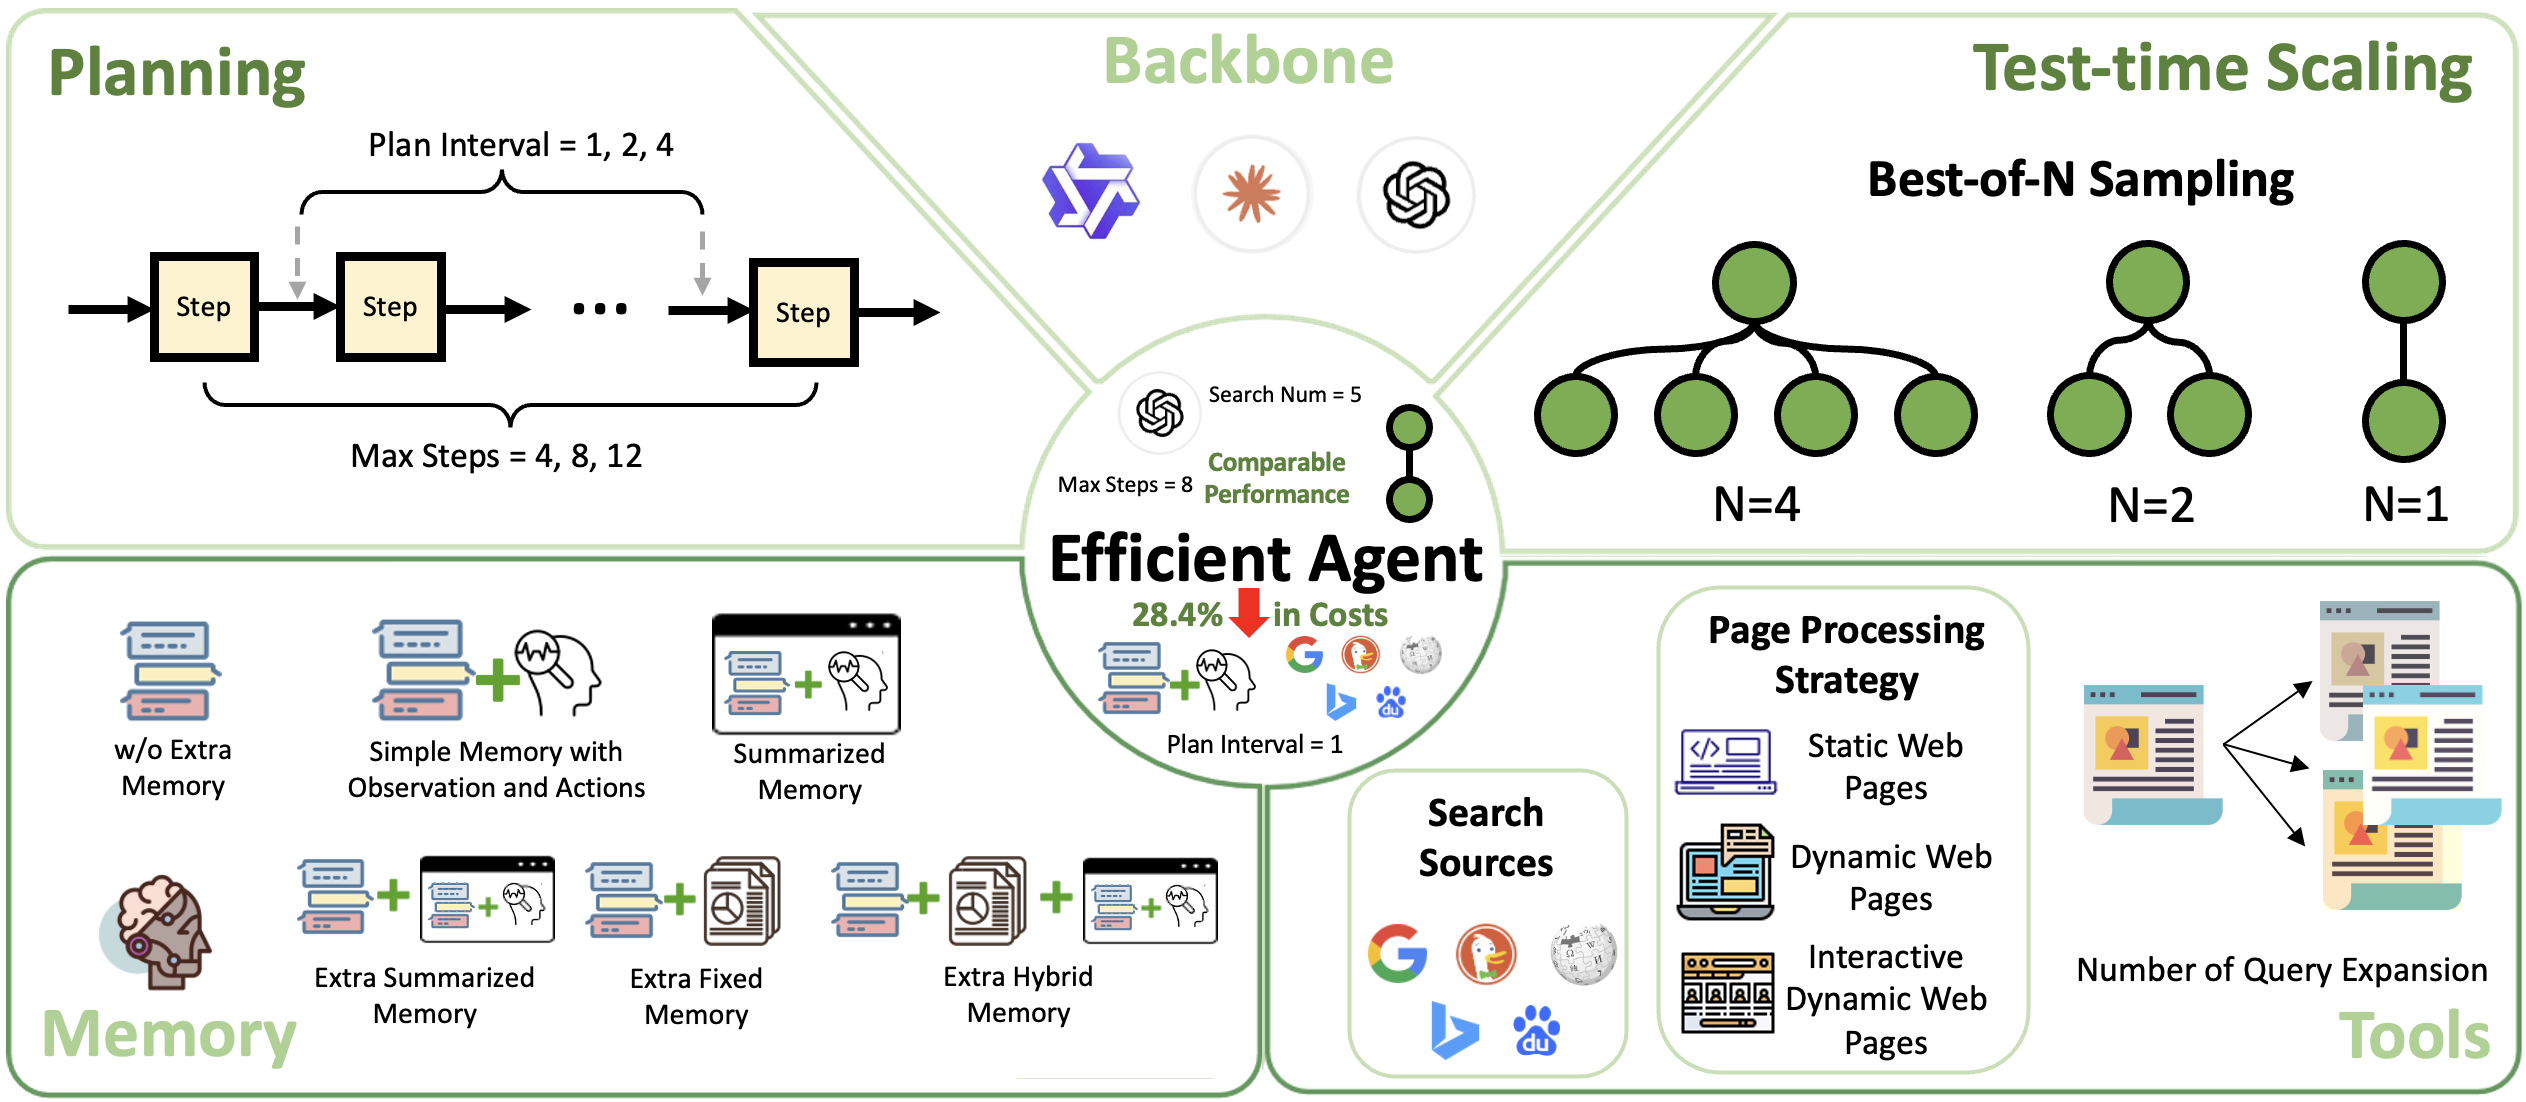 Planning
Plan Interval = 1, 2, 4
Step
Step
...
Step
Max Steps = 4, 8, 12
Backbone
Test-time Scaling
Best-of-N Sampling
N=4
N=2
N=1
Search Num = 5
Comparable
Performance
Max Steps = 8
Efficient Agent
28.4% in Costs
du
Plan Interval = 1
w/o Extra
Memory
Simple Memory with
Observation and Actions
Summarized
Memory
Extra Summarized
Memory
Extra Fixed
Memory
Extra Hybrid
Memory
Memory
Search
Sources
du
Page Processing
Strategy
</>
Static Web
Pages
Dynamic Web
Pages
Interactive
Dynamic Web
Pages
Number of Query Expansion
Tools